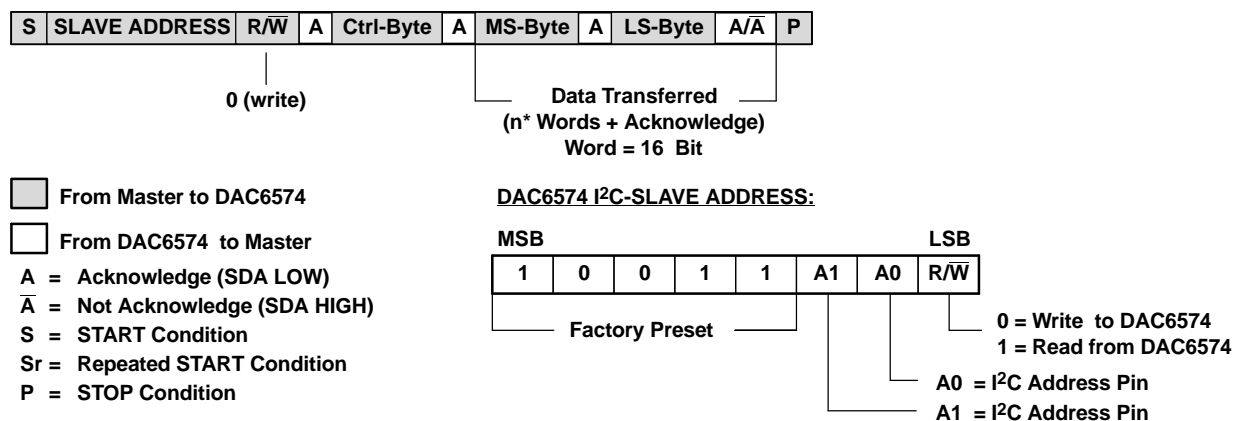 S SLAVE ADDRESS R/W̅ A Ctrl-Byte A MS-Byte A LS-Byte A/A̅ P
0 (write)
Data Transferred
(n* Words + Acknowledge)
Word = 16 Bit
From Master to DAC6574
From DAC6574 to Master
A = Acknowledge (SDA LOW)
A̅ = Not Acknowledge (SDA HIGH)
S = START Condition
Sr = Repeated START Condition
P = STOP Condition
DAC6574 I²C-SLAVE ADDRESS:
MSB LSB
1 0 0 1 1 A1 A0 R/W̅
Factory Preset
0 = Write to DAC6574
1 = Read from DAC6574
A0 = I²C Address Pin
A1 = I²C Address Pin